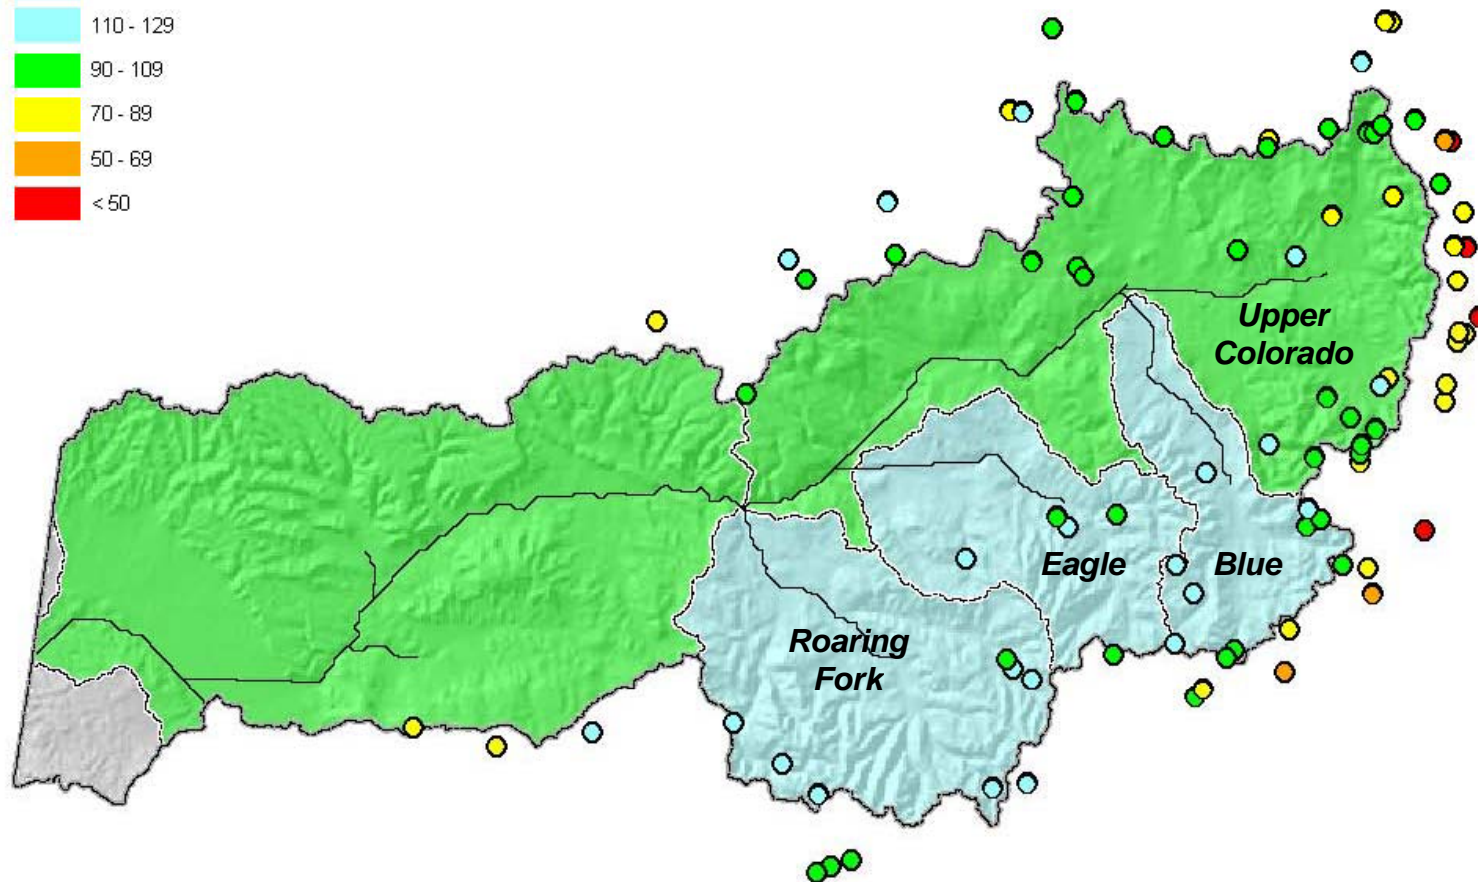 110 - 129
90 - 109
70 - 89
50 - 69
< 50
Upper
Colorado
Eagle
Blue
Roaring
Fork